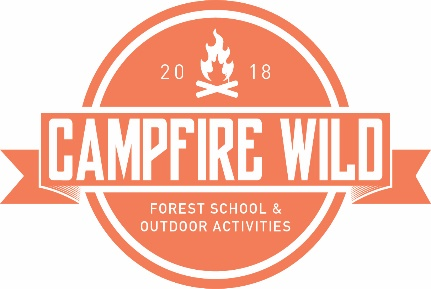 20 18
CAMPFIRE WILD
FOREST SCHOOL &
OUTDOOR ACTIVITIES